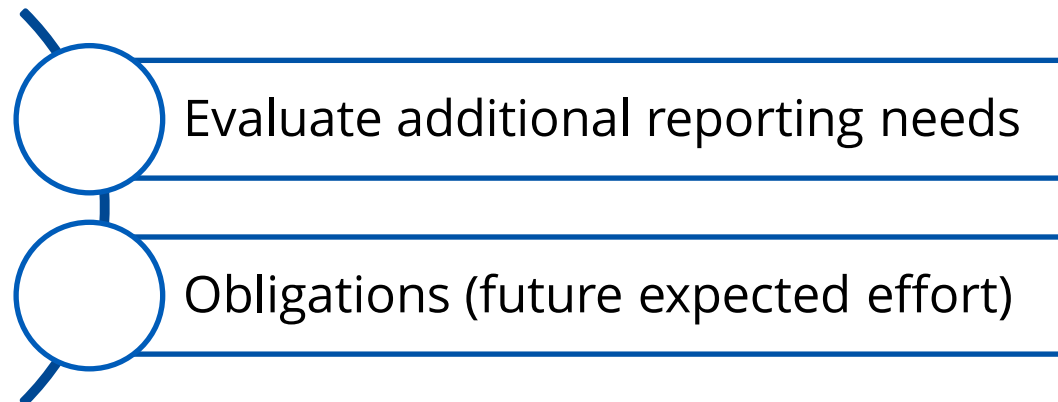 Evaluate additional reporting needs
Obligations (future expected effort)